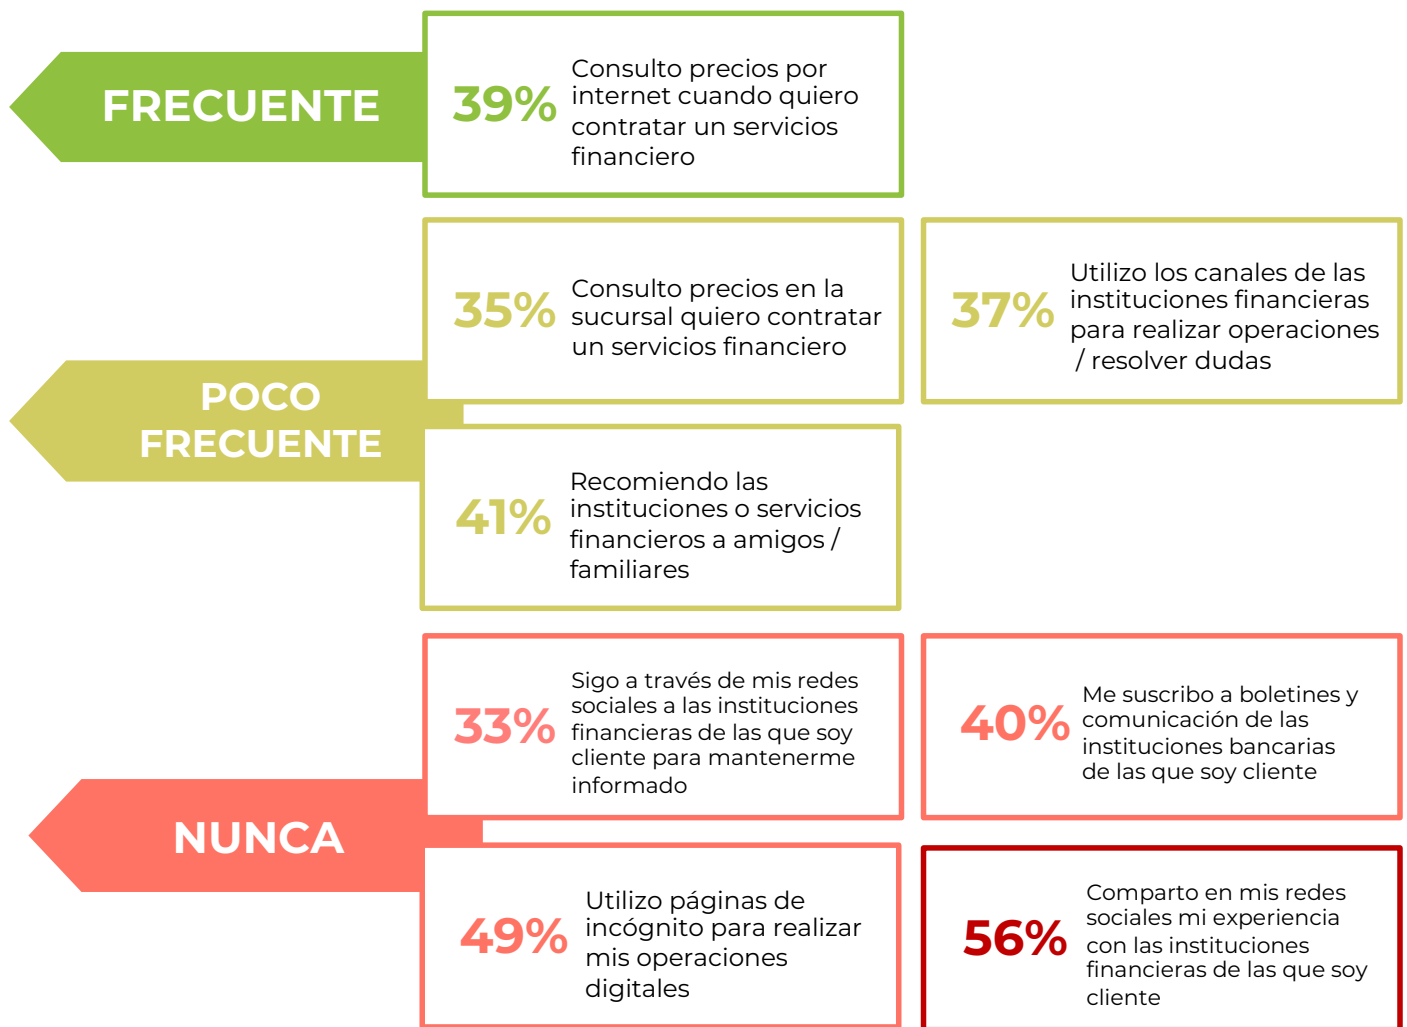 FRECUENTE
39%
Consulto precios por
internet cuando quiero
contratar un servicios
financiero
POCO
FRECUENTE
35%
Consulto precios en la
sucursal quiero contratar
un servicios financiero
37%
Utilizo los canales de las
instituciones financieras
para realizar operaciones
/ resolver dudas
41%
Recomiendo las
instituciones o servicios
financieros a amigos /
familiares
NUNCA
33%
Sigo a través de mis redes
sociales a las instituciones
financieras de las que soy
cliente para mantenerme
informado
40%
Me suscribo a boletines y
comunicación de las
instituciones bancarias
de las que soy cliente
49%
Utilizo páginas de
incógnito para realizar
mis operaciones
digitales
56%
Comparto en mis redes
sociales mi experiencia
con las instituciones
financieras de las que soy
cliente